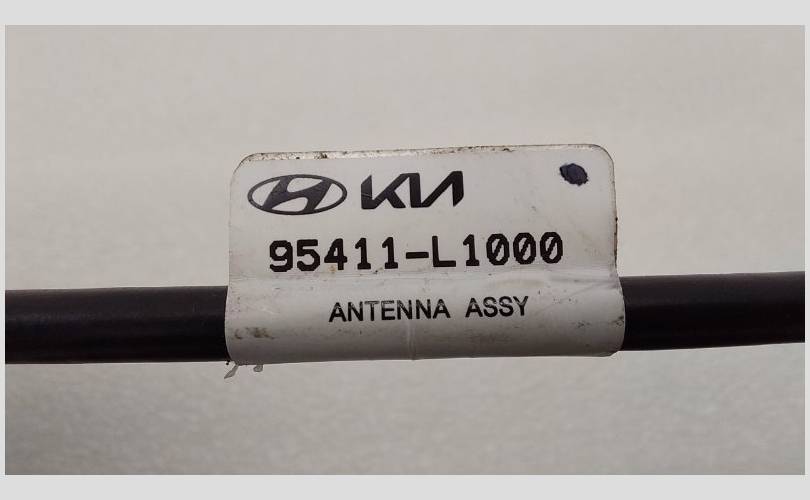 KIA
95411-L1000
ANTENNA ASSY